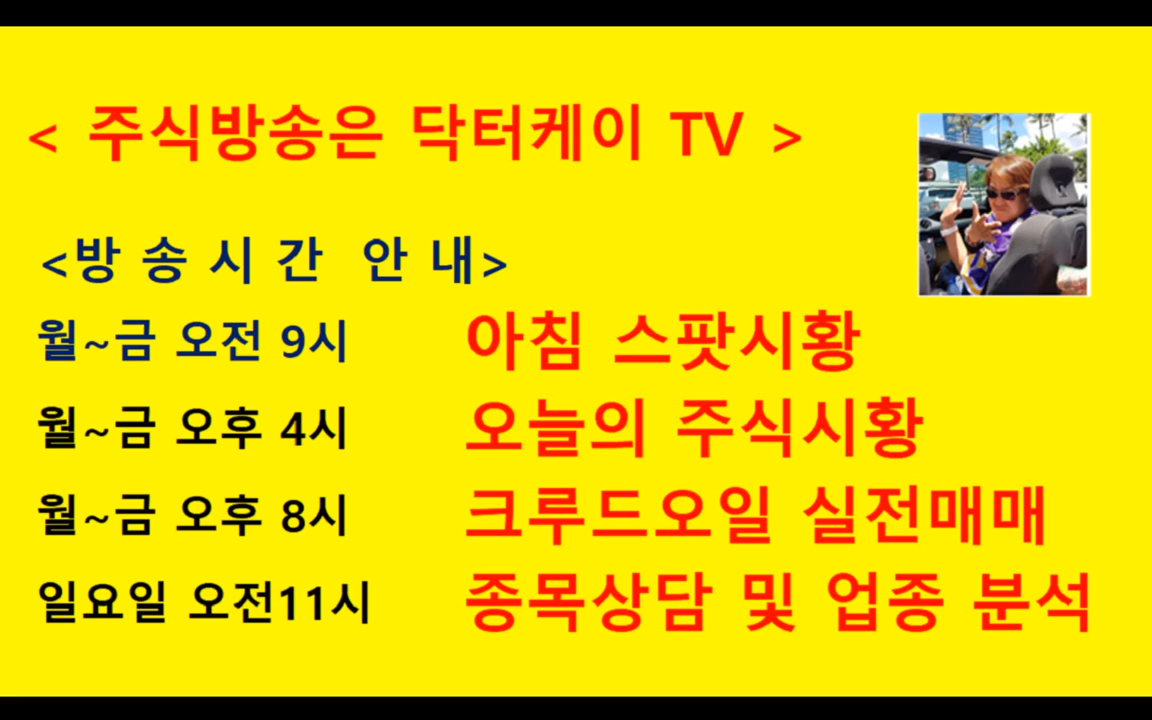 < 주식방송은 닥터케이 TV >
<방 송 시 간 안 내>
월~금 오전 9시 아침 스팟시황
월~금 오후 4시 오늘의 주식시황
월~금 오후 8시 크루드오일 실전매매
일요일 오전11시 종목상담 및 업종 분석